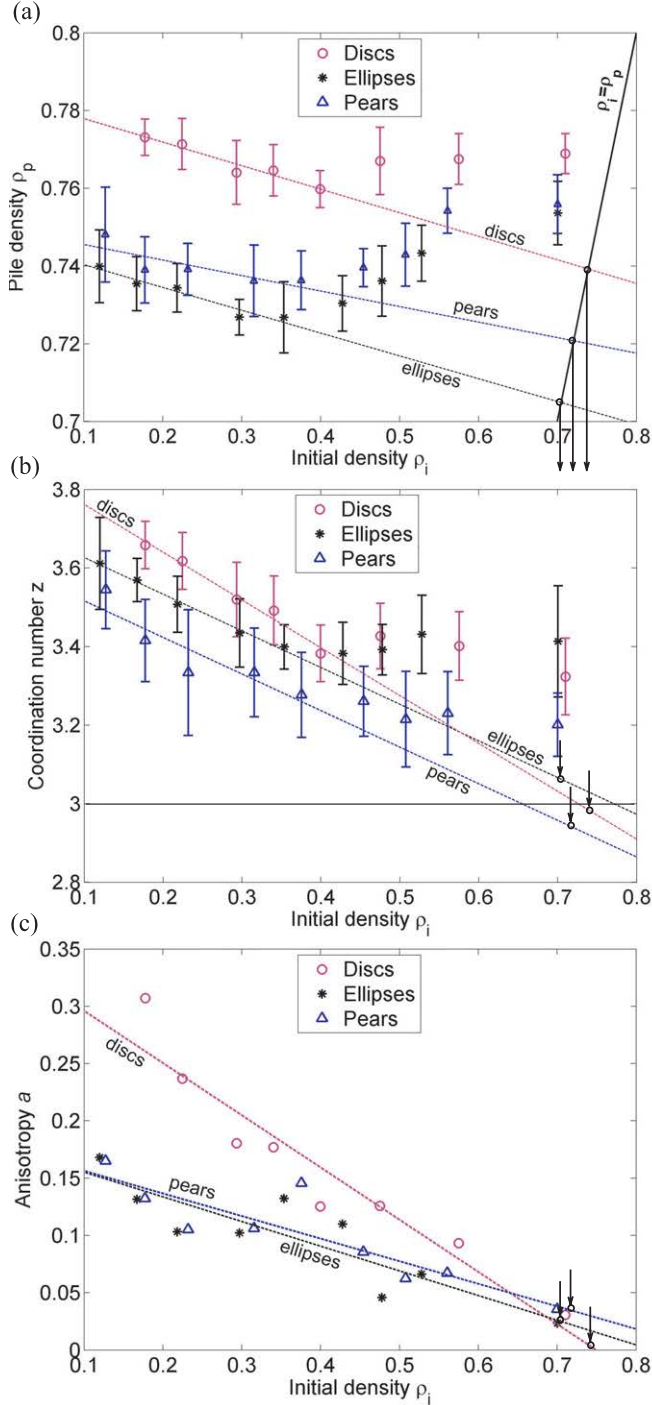 (a)
0.8
0.78
0.76
0.74
0.72
0.7
Pile density ρp
Discs
Ellipses
Pears
ρi=ρp
discs
pears
ellipses
0.1 0.2 0.3 0.4 0.5 0.6 0.7 0.8
Initial density ρi
(b)
3.8
3.6
3.4
3.2
3
2.8
Coordination number z
Discs
Ellipses
Pears
discs
ellipses
pears
0.1 0.2 0.3 0.4 0.5 0.6 0.7 0.8
Initial density ρi
(c)
0.35
0.3
0.25
0.2
0.15
0.1
0.05
0
Anisotropy a
Discs
Ellipses
Pears
discs
pears
ellipses
0.1 0.2 0.3 0.4 0.5 0.6 0.7 0.8
Initial density ρi